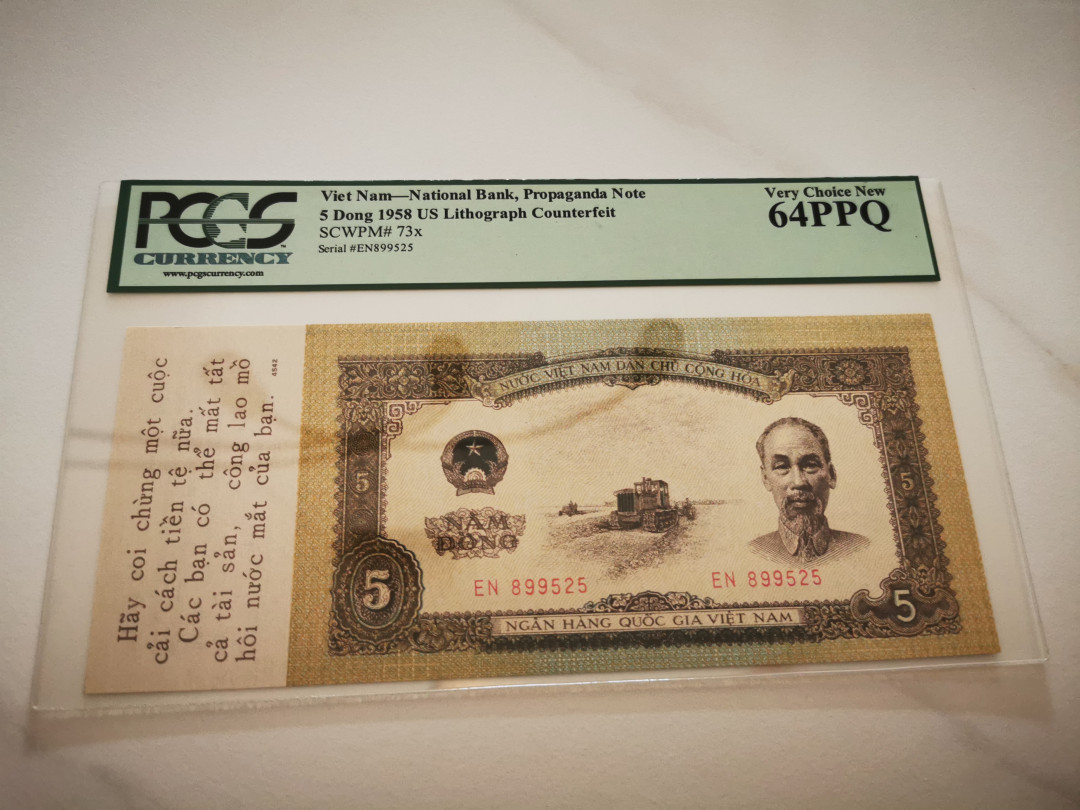 PCGS
CURRENCY
www.pcgscurrency.com
Viet Nam—National Bank, Propaganda Note
5 Dong 1958 US Lithograph Counterfeit
SCWPM# 73x
Serial #EN899525
Very Choice New
64PPQ
Hãy coi chừng một cuộc
cải cách tiền tệ nữa.
Các bạn có thể mất tất
cả tài sản, công lao mồ
hôi nước mắt của bạn.
4542
NƯỚC VIỆT NAM DÂN CHỦ CỘNG HÒA
5
5
NĂM
ĐỒNG
EN 899525
EN 899525
5
5
NGÂN HÀNG QUỐC GIA VIỆT NAM